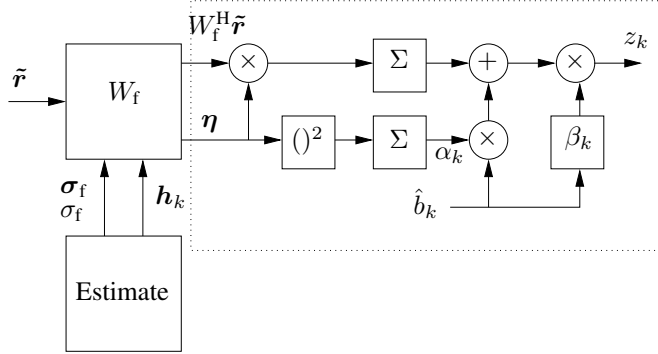 W_f^H r̃
z_k
×
Σ
+
×
r̃
W_f
η
()²
Σ
α_k
×
β_k
σ_f
σ_f
h_k
b̂_k
Estimate